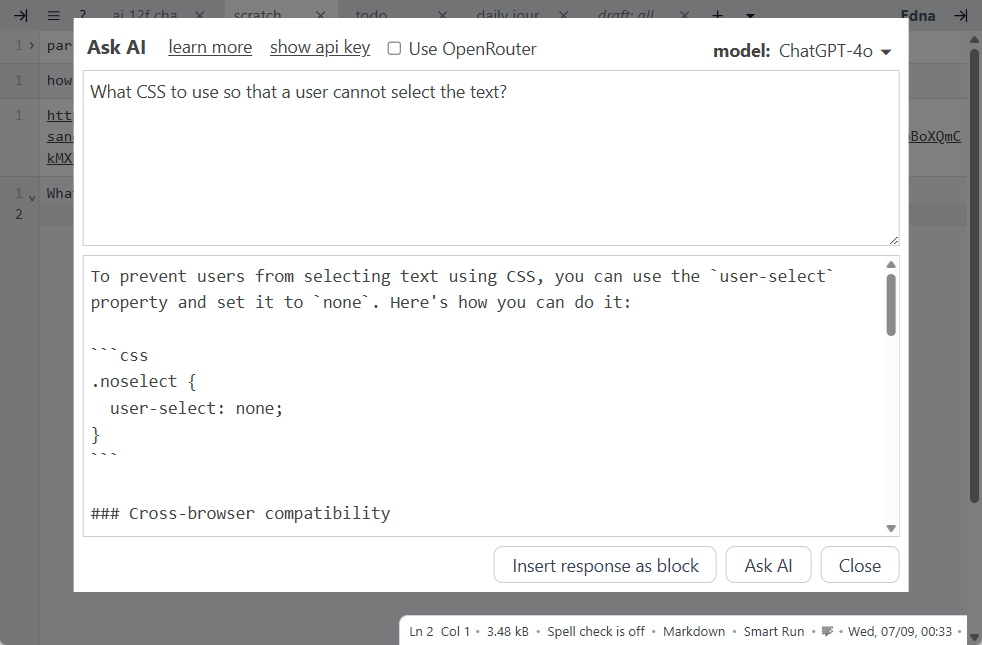 ? ai 12f cha scratch todo daily jour draft: all Edna
Ask AI learn more show api key Use OpenRouter model: ChatGPT-4o
What CSS to use so that a user cannot select the text?
1 par
1 how
1 htt
san BoXQmC
kMX
1 Wha
2
To prevent users from selecting text using CSS, you can use the `user-select`
property and set it to `none`. Here's how you can do it:
```css
.noselect {
user-select: none;
}
```
### Cross-browser compatibility
Insert response as block Ask AI Close
Ln 2 Col 1 • 3.48 kB • Spell check is off • Markdown • Smart Run • • Wed, 07/09, 00:33 •